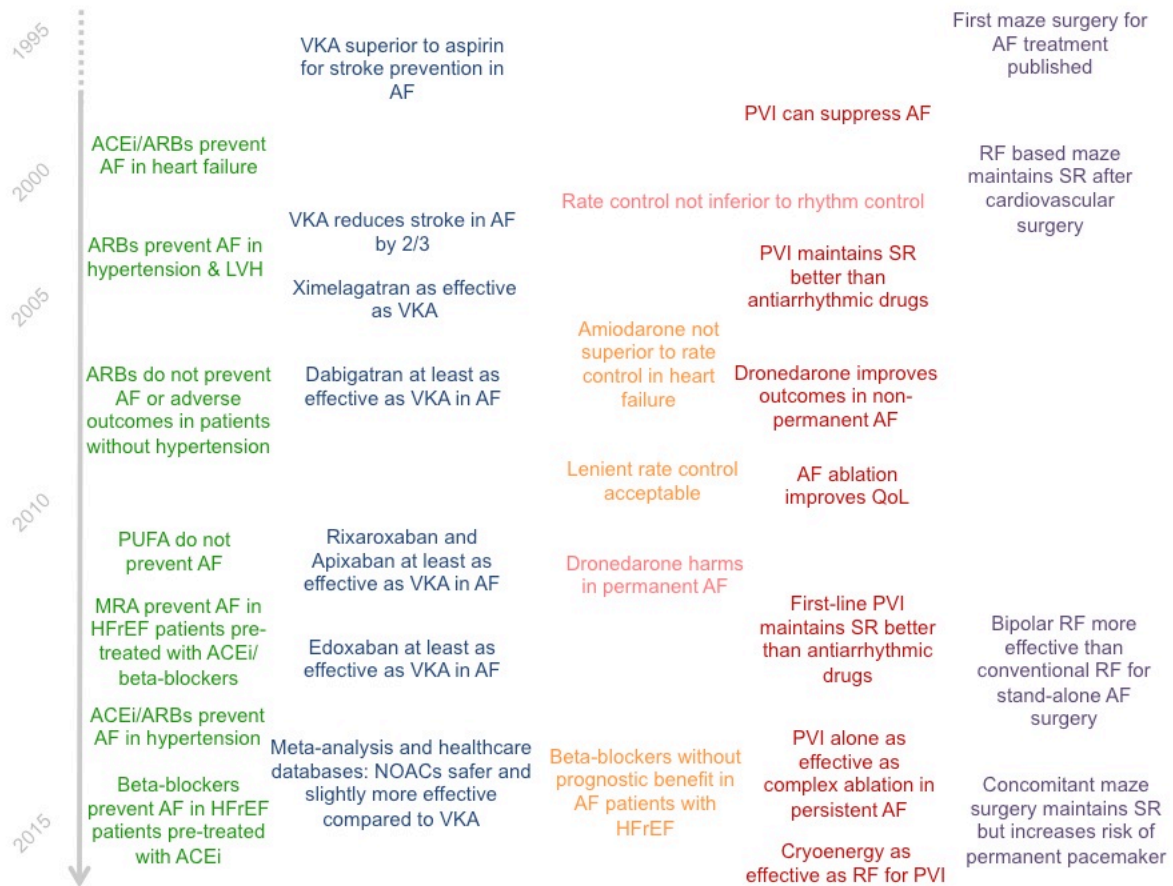 1995
2000
2005
2010
2015
ACEi/ARBs prevent
AF in heart failure
ARBs prevent AF in
hypertension & LVH
ARBs do not prevent
AF or adverse
outcomes in patients
without hypertension
PUFA do not
prevent AF
MRA prevent AF in
HFrEF patients pre-
treated with ACEi/
beta-blockers
ACEi/ARBs prevent
AF in hypertension
Beta-blockers
prevent AF in HFrEF
patients pre-treated
with ACEi
VKA superior to aspirin
for stroke prevention in
AF
VKA reduces stroke in AF
by 2/3
Ximelagatran as effective
as VKA
Dabigatran at least as
effective as VKA in AF
Rixaroxaban and
Apixaban at least as
effective as VKA in AF
Edoxaban at least as
effective as VKA in AF
Meta-analysis and healthcare
databases: NOACs safer and
slightly more effective
compared to VKA
Rate control not inferior to rhythm control
Amiodarone not
superior to rate
control in heart
failure
Lenient rate control
acceptable
Dronedarone harms
in permanent AF
Beta-blockers without
prognostic benefit in
AF patients with
HFrEF
PVI can suppress AF
PVI maintains SR
better than
antiarrhythmic drugs
Dronedarone improves
outcomes in non-
permanent AF
AF ablation
improves QoL
First-line PVI
maintains SR better
than antiarrhythmic
drugs
PVI alone as
effective as
complex ablation in
persistent AF
Cryoenergy as
effective as RF for PVI
First maze surgery for
AF treatment
published
RF based maze
maintains SR after
cardiovascular
surgery
Bipolar RF more
effective than
conventional RF for
stand-alone AF
surgery
Concomitant maze
surgery maintains SR
but increases risk of
permanent pacemaker